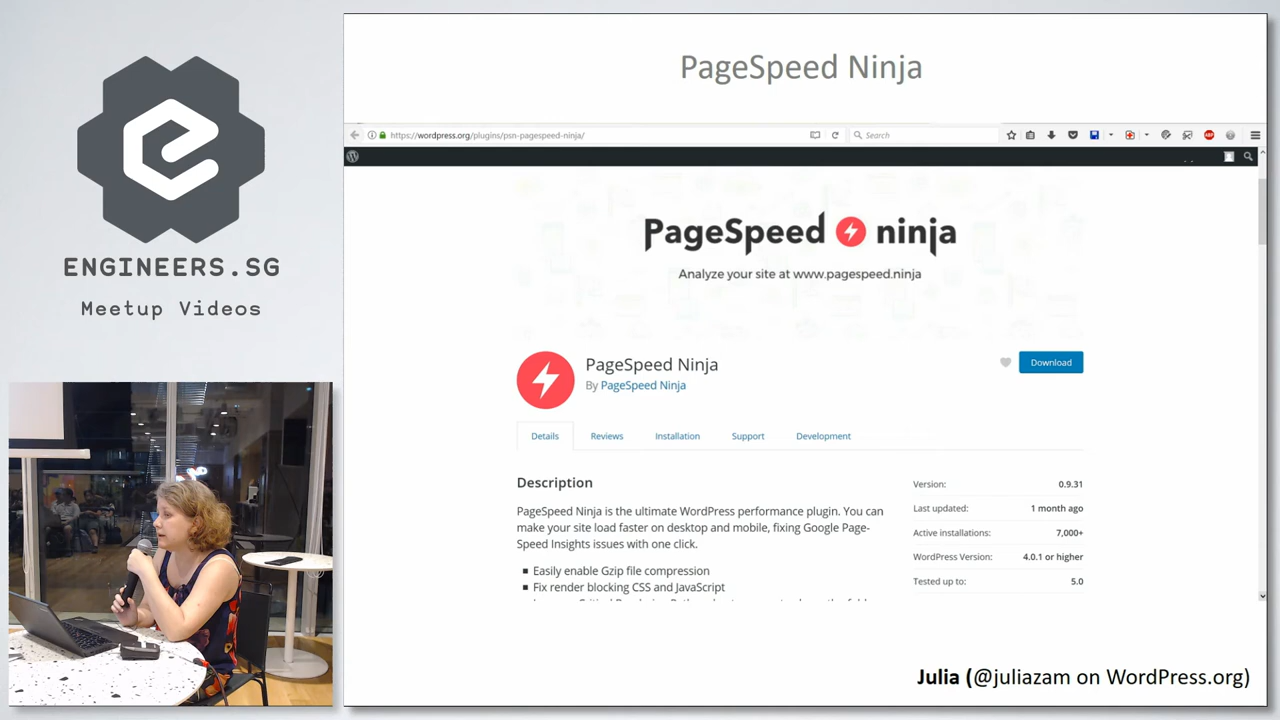 ENGINEERS.SG
Meetup Videos
PageSpeed Ninja
https://wordpress.org/plugins/psn-pagespeed-ninja/
Search
PageSpeed ninja
Analyze your site at www.pagespeed.ninja
PageSpeed Ninja
By PageSpeed Ninja
Download
Details
Reviews
Installation
Support
Development
Description
PageSpeed Ninja is the ultimate WordPress performance plugin. You can
make your site load faster on desktop and mobile, fixing Google Page-
Speed Insights issues with one click.
Easily enable Gzip file compression
Fix render blocking CSS and JavaScript
Version: 0.9.31
Last updated: 1 month ago
Active installations: 7,000+
WordPress Version: 4.0.1 or higher
Tested up to: 5.0
Julia (@juliazam on WordPress.org)